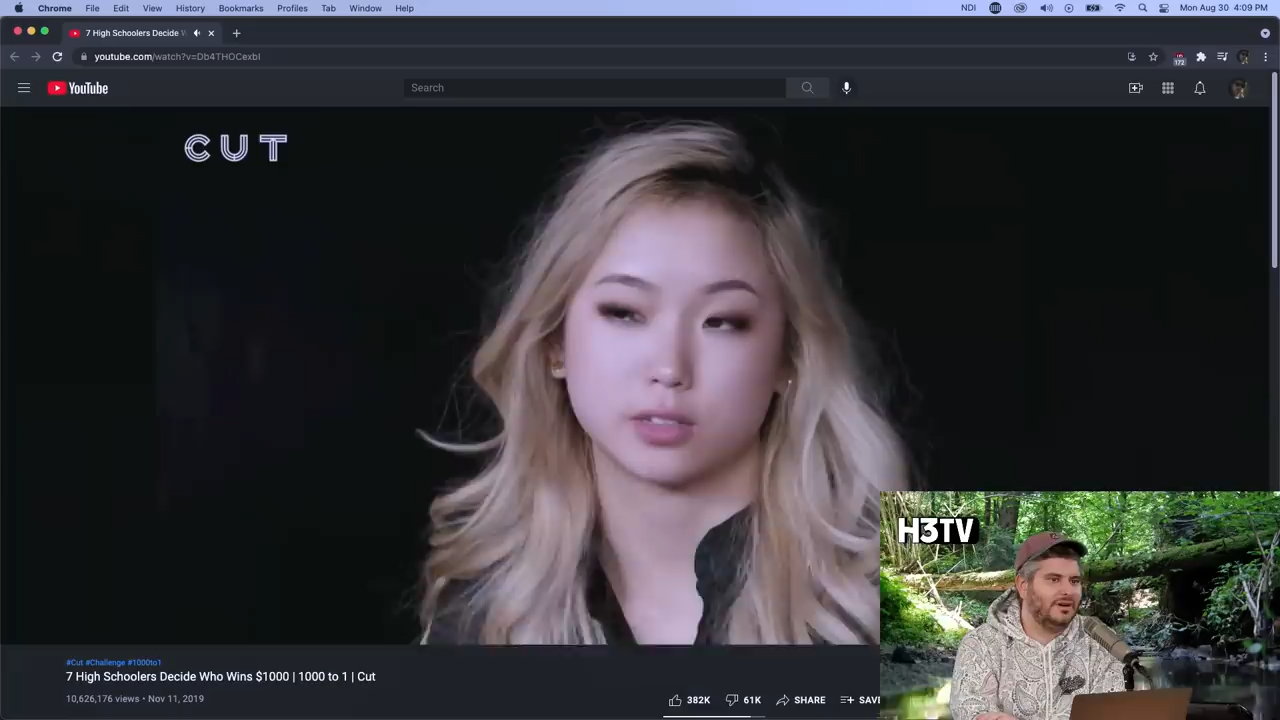 Chrome File Edit View History Bookmarks Profiles Tab Window Help NDI Mon Aug 30 4:09 PM
7 High Schoolers Decide W
youtube.com/watch?v=Db4THOCexbI
172
YouTube
Search
CUT
H3TV
#Cut #Challenge #1000to1
7 High Schoolers Decide Who Wins $1000 | 1000 to 1 | Cut
10,626,176 views • Nov 11, 2019
382K 61K SHARE SAVE